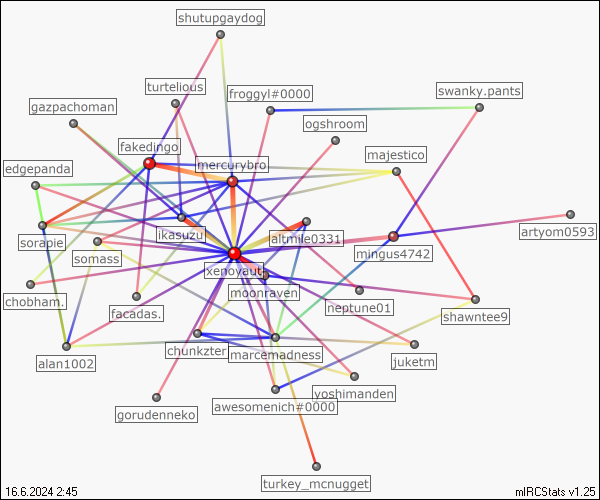 shutupgaydog
turtelious
froggyl#0000
swanky.pants
gazpachoman
ogshroom
fakedingo
mercurybro
majestico
edgepanda
artyom0593
ikasuzu
altmile0331
sorapie
mingus4742
somass
xenoyaut
moonraven
chobham.
facadas.
neptune01
shawntee9
chunkzter
marcemadness
alan1002
juketm
yoshimanden
gorudenneko
awesomenich#0000
turkey_mcnugget
16.6.2024 2:45
mIRCStats v1.25